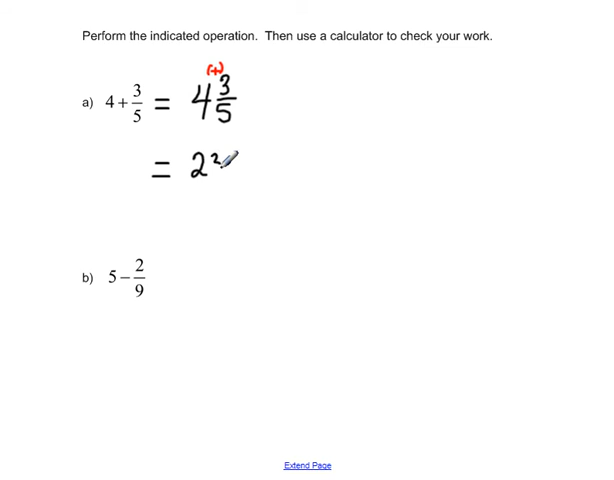 Perform the indicated operation. Then use a calculator to check your work.
a) 4 + 3/5 = 4 3/5
(+)
= 2 2
b) 5 − 2/9
Extend Page